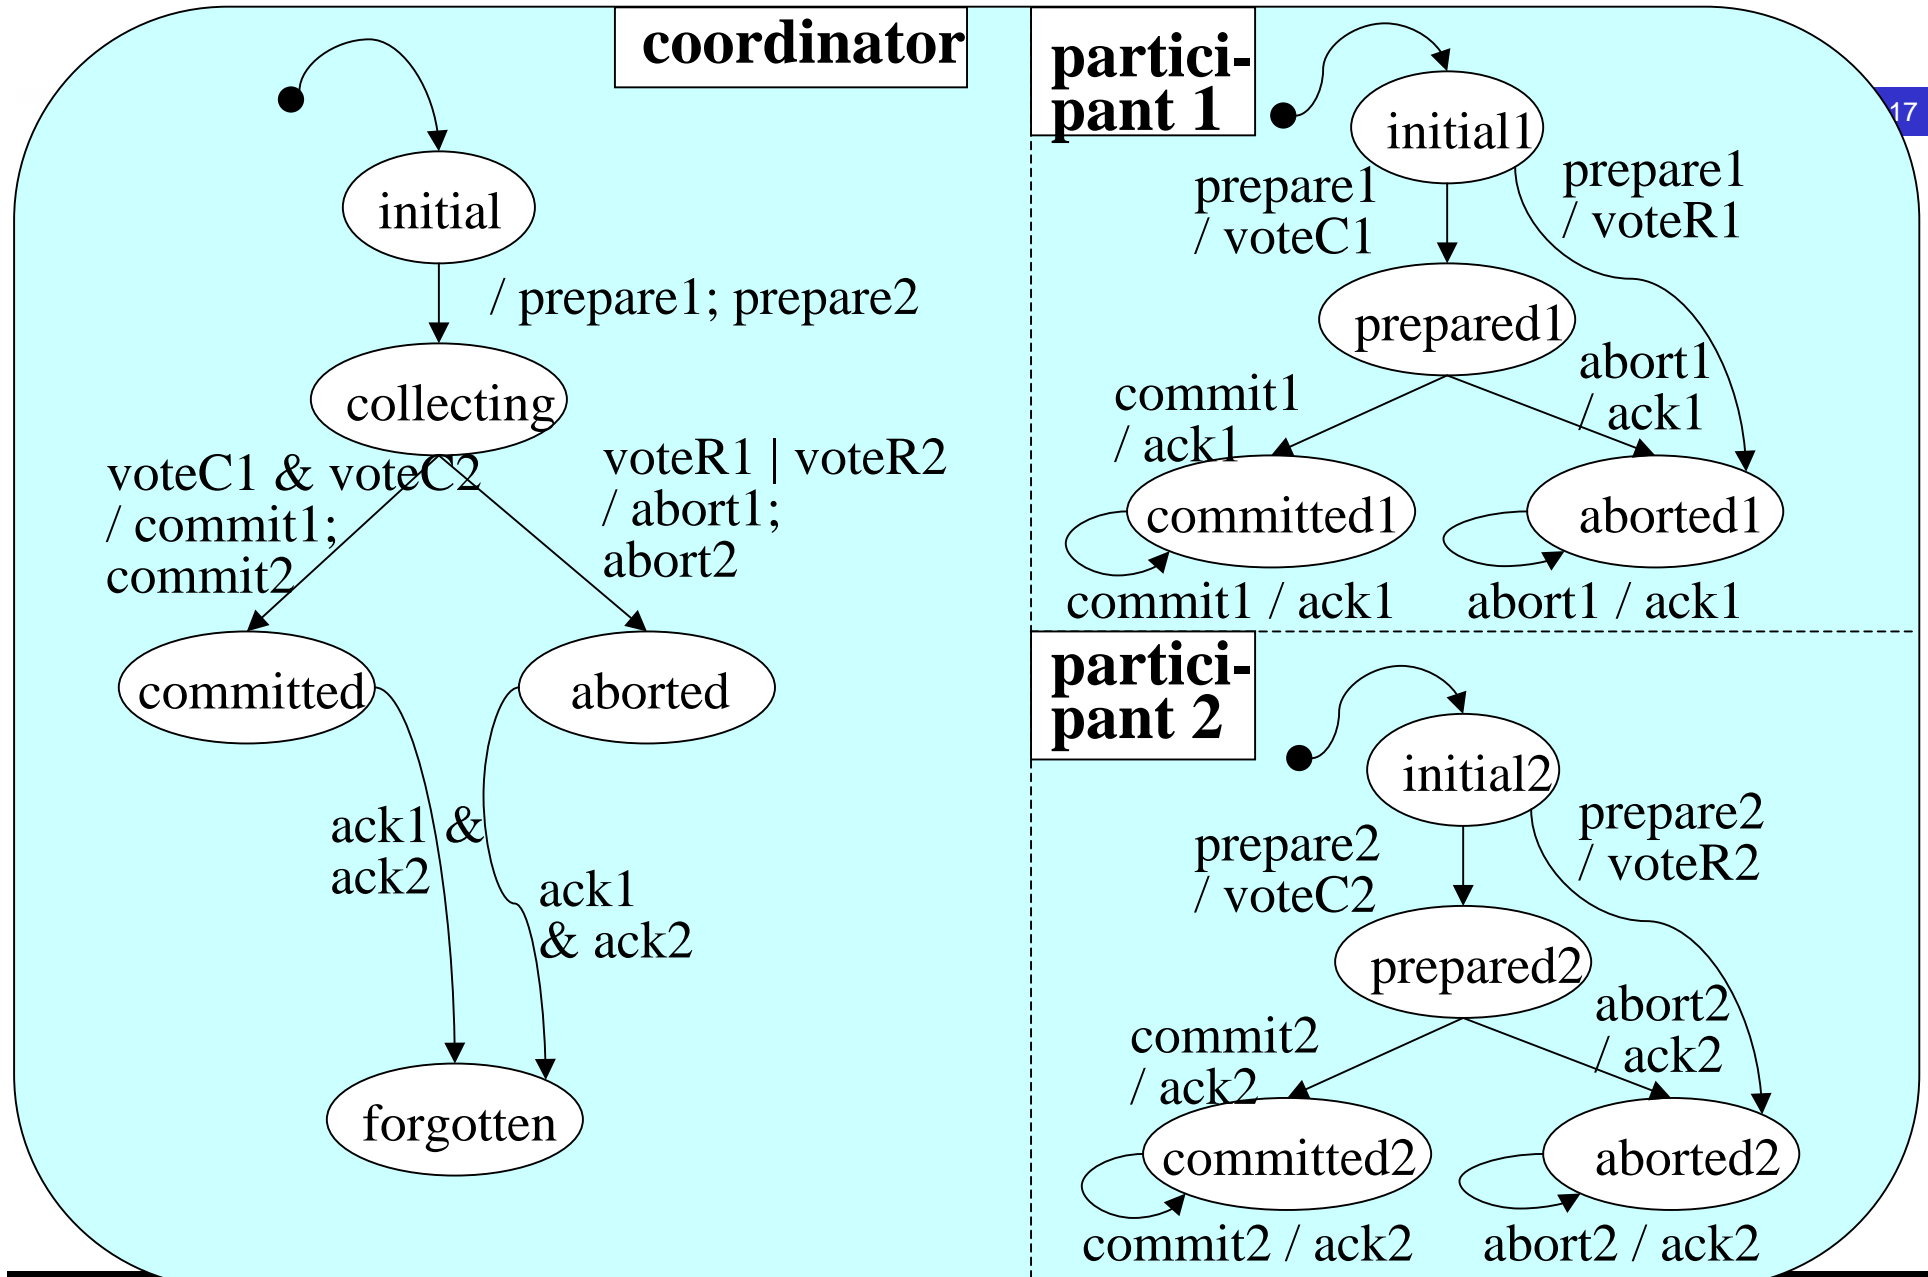 coordinator
initial
/ prepare1; prepare2
collecting
voteC1 & voteC2
/ commit1;
commit2
voteR1 | voteR2
/ abort1;
abort2
committed
aborted
ack1 &
ack2
ack1
& ack2
forgotten
partici-
pant 1
17
initial1
prepare1
/ voteC1
prepare1
/ voteR1
prepared1
commit1
/ ack1
abort1
/ ack1
committed1
aborted1
commit1 / ack1
abort1 / ack1
partici-
pant 2
initial2
prepare2
/ voteC2
prepare2
/ voteR2
prepared2
commit2
/ ack2
abort2
/ ack2
committed2
aborted2
commit2 / ack2
abort2 / ack2